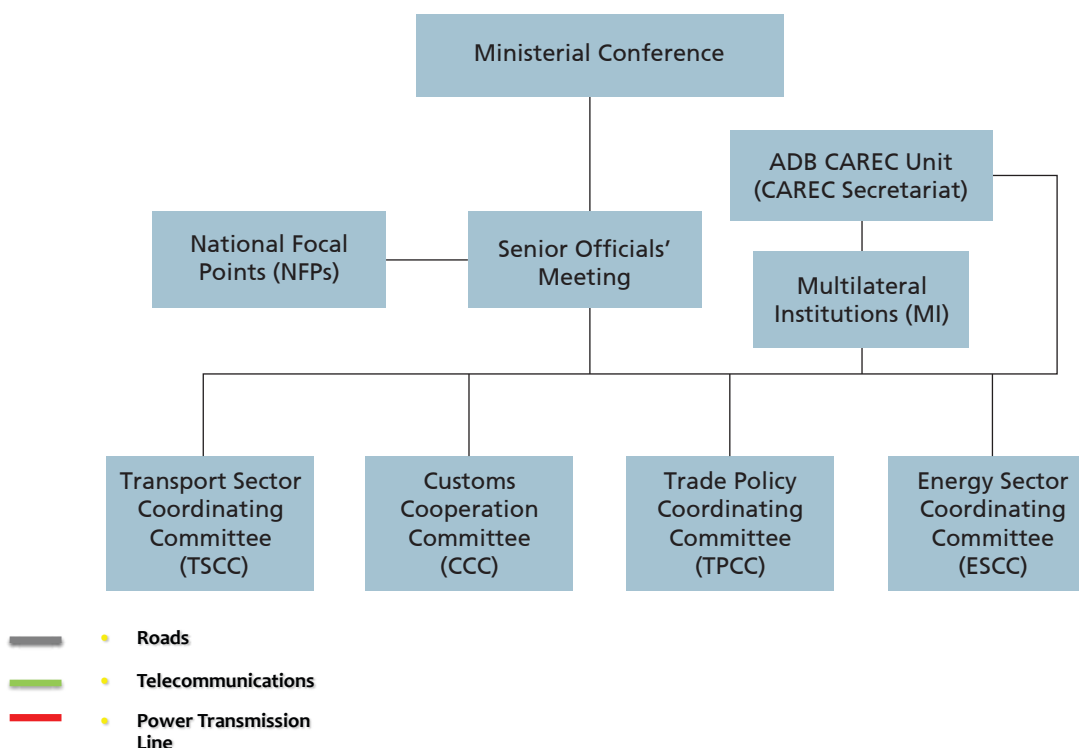 Ministerial Conference
ADB CAREC Unit
(CAREC Secretariat)
National Focal
Points (NFPs)
Senior Officials’
Meeting
Multilateral
Institutions (MI)
Transport Sector
Coordinating
Committee
(TSCC)
Customs
Cooperation
Committee
(CCC)
Trade Policy
Coordinating
Committee
(TPCC)
Energy Sector
Coordinating
Committee
(ESCC)
• Roads
• Telecommunications
• Power Transmission
Line